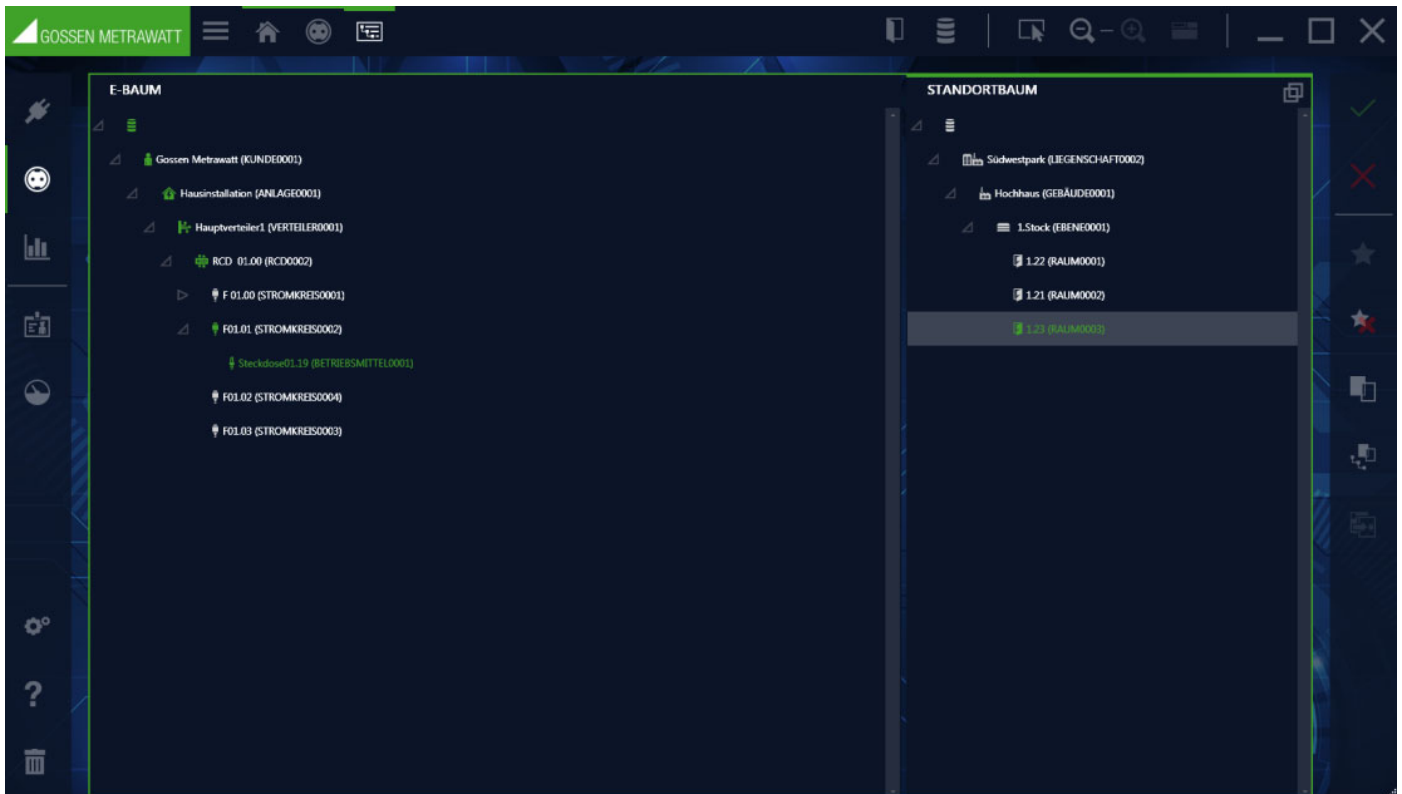 GOSSEN METRAWATT
E-BAUM
Gossen Metrawatt (KUNDE0001)
Hausinstallation (ANLAGE0001)
Hauptverteiler1 (VERTEILER0001)
RCD 01.00 (RCD0002)
F 01.00 (STROMKREIS0001)
F01.01 (STROMKREIS0002)
Steckdose01.19 (BETRIEBSMITTEL0001)
F01.02 (STROMKREIS0004)
F01.03 (STROMKREIS0003)
STANDORTBAUM
Südwestpark (LIEGENSCHAFT0002)
Hochhaus (GEBÄUDE0001)
1.Stock (EBENE0001)
1.22 (RAUM0001)
1.21 (RAUM0002)
1.23 (RAUM0003)
?